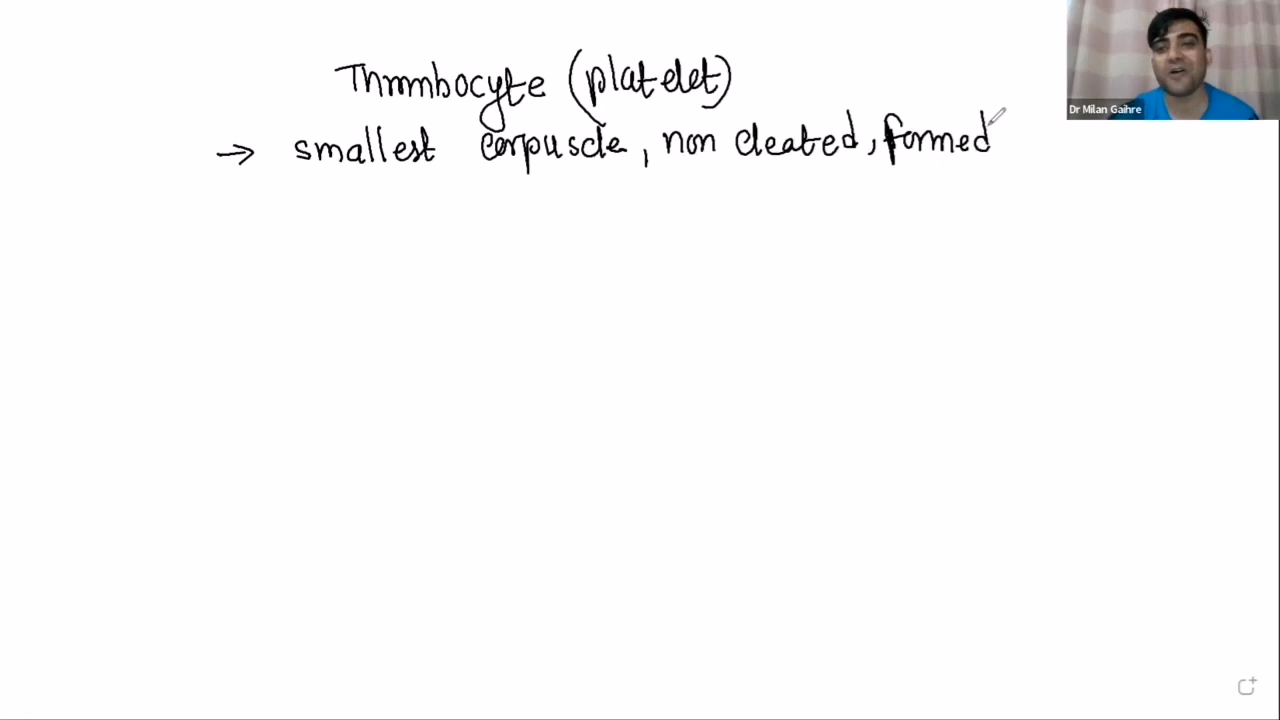 Thrombocyte (platelet)
Dr Milan Gaihre
→ smallest corpuscle, non cleated, formed